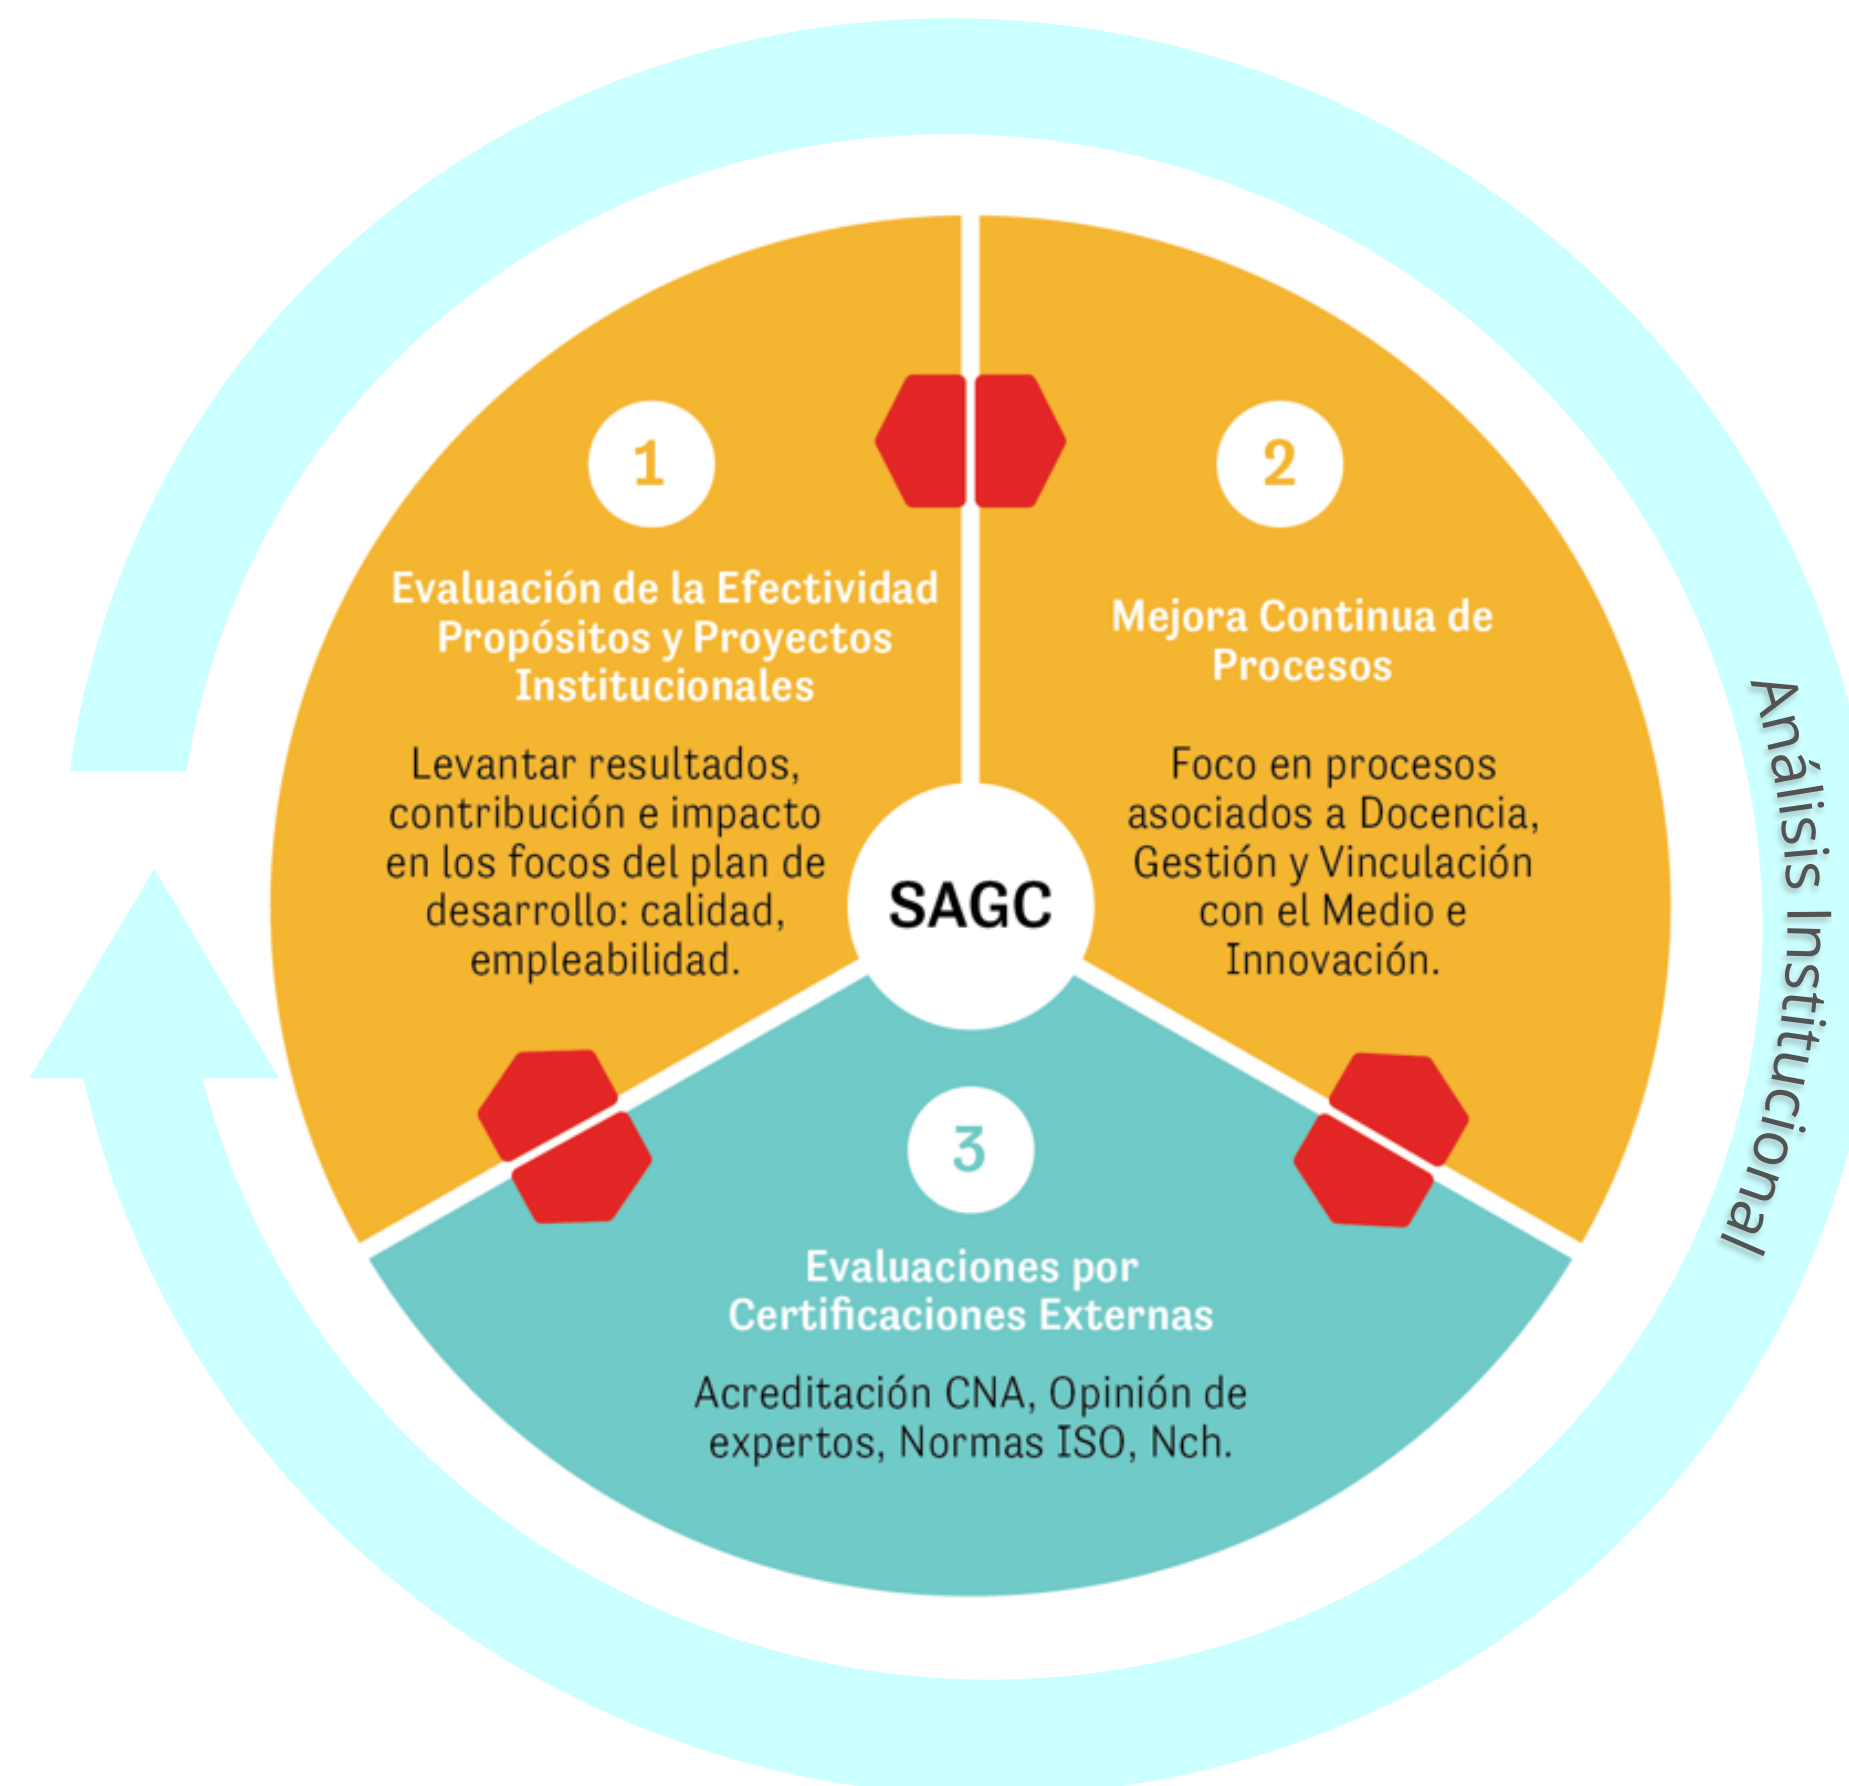 1
Evaluación de la Efectividad
Propósitos y Proyectos
Institucionales
Levantar resultados,
contribución e impacto
en los focos del plan de
desarrollo: calidad,
empleabilidad.
2
Mejora Continua de
Procesos
Foco en procesos
asociados a Docencia,
Gestión y Vinculación
con el Medio e
Innovación.
SAGC
3
Evaluaciones por
Certificaciones Externas
Acreditación CNA, Opinión de
expertos, Normas ISO, Nch.
Análisis Institucional